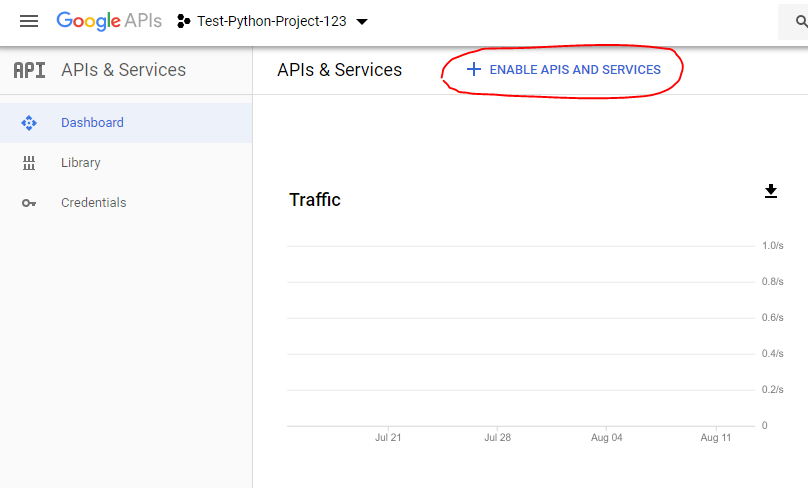 Google APIs Test-Python-Project-123
API APIs & Services
APIs & Services + ENABLE APIS AND SERVICES
Dashboard
Library
Credentials
Traffic
1.0/s
0.8/s
0.6/s
0.4/s
0.2/s
0
Jul 21 Jul 28 Aug 04 Aug 11